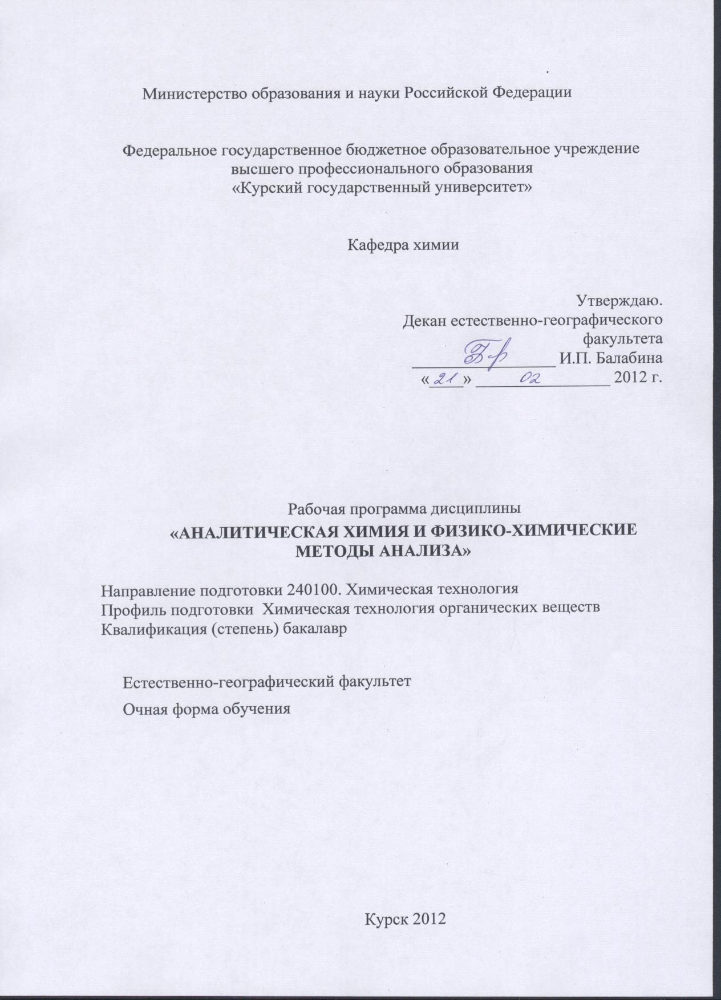 Министерство образования и науки Российской Федерации
Федеральное государственное бюджетное образовательное учреждение
высшего профессионального образования
«Курский государственный университет»
Кафедра химии
Утверждаю.
Декан естественно-географического
факультета
И.П. Балабина
«21» 02 2012 г.
Рабочая программа дисциплины
«АНАЛИТИЧЕСКАЯ ХИМИЯ И ФИЗИКО-ХИМИЧЕСКИЕ
МЕТОДЫ АНАЛИЗА»
Направление подготовки 240100. Химическая технология
Профиль подготовки Химическая технология органических веществ
Квалификация (степень) бакалавр
Естественно-географический факультет
Очная форма обучения
Курск 2012